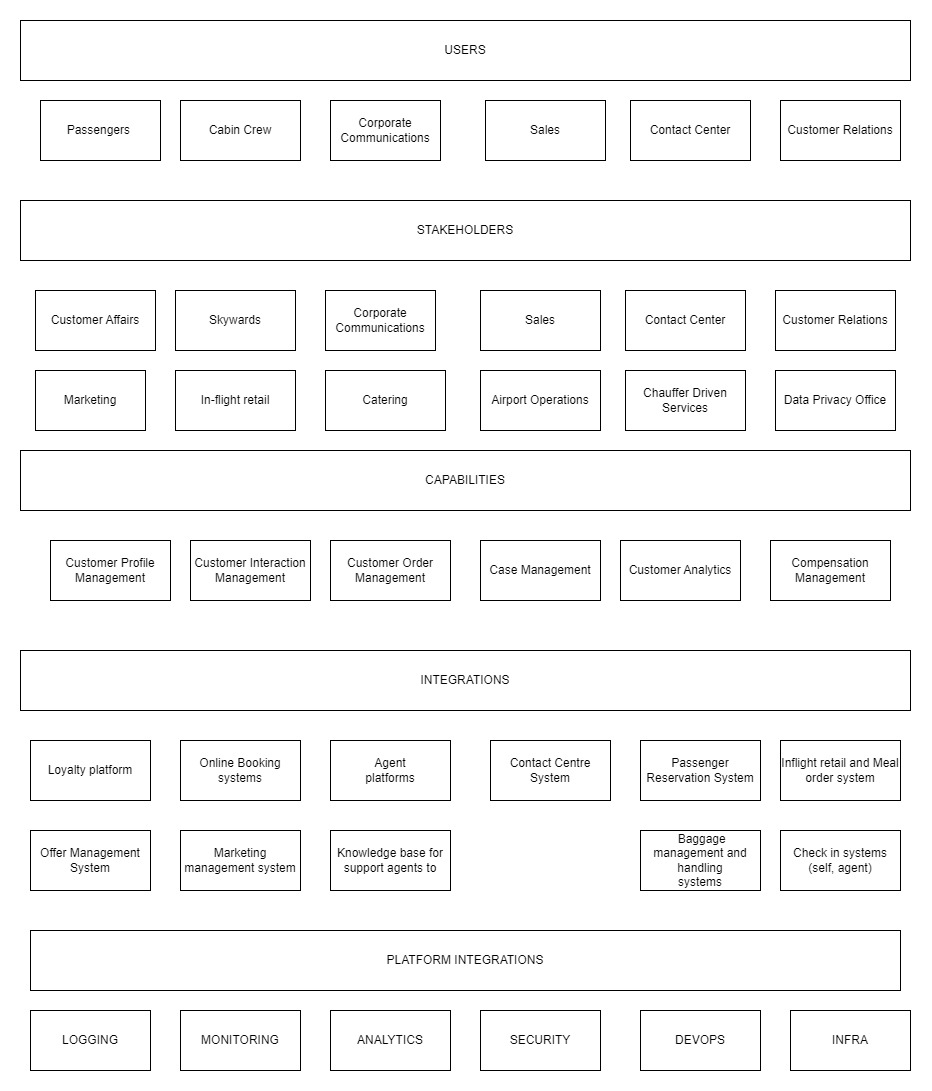 USERS
Passengers
Cabin Crew
Corporate
Communications
Sales
Contact Center
Customer Relations
STAKEHOLDERS
Customer Affairs
Skywards
Corporate
Communications
Sales
Contact Center
Customer Relations
Marketing
In-flight retail
Catering
Airport Operations
Chauffer Driven
Services
Data Privacy Office
CAPABILITIES
Customer Profile
Management
Customer Interaction
Management
Customer Order
Management
Case Management
Customer Analytics
Compensation
Management
INTEGRATIONS
Loyalty platform
Online Booking
systems
Agent
platforms
Contact Centre
System
Passenger
Reservation System
Inflight retail and Meal
order system
Offer Management
System
Marketing
management system
Knowledge base for
support agents to
Baggage
management and
handling
systems
Check in systems
(self, agent)
PLATFORM INTEGRATIONS
LOGGING
MONITORING
ANALYTICS
SECURITY
DEVOPS
INFRA